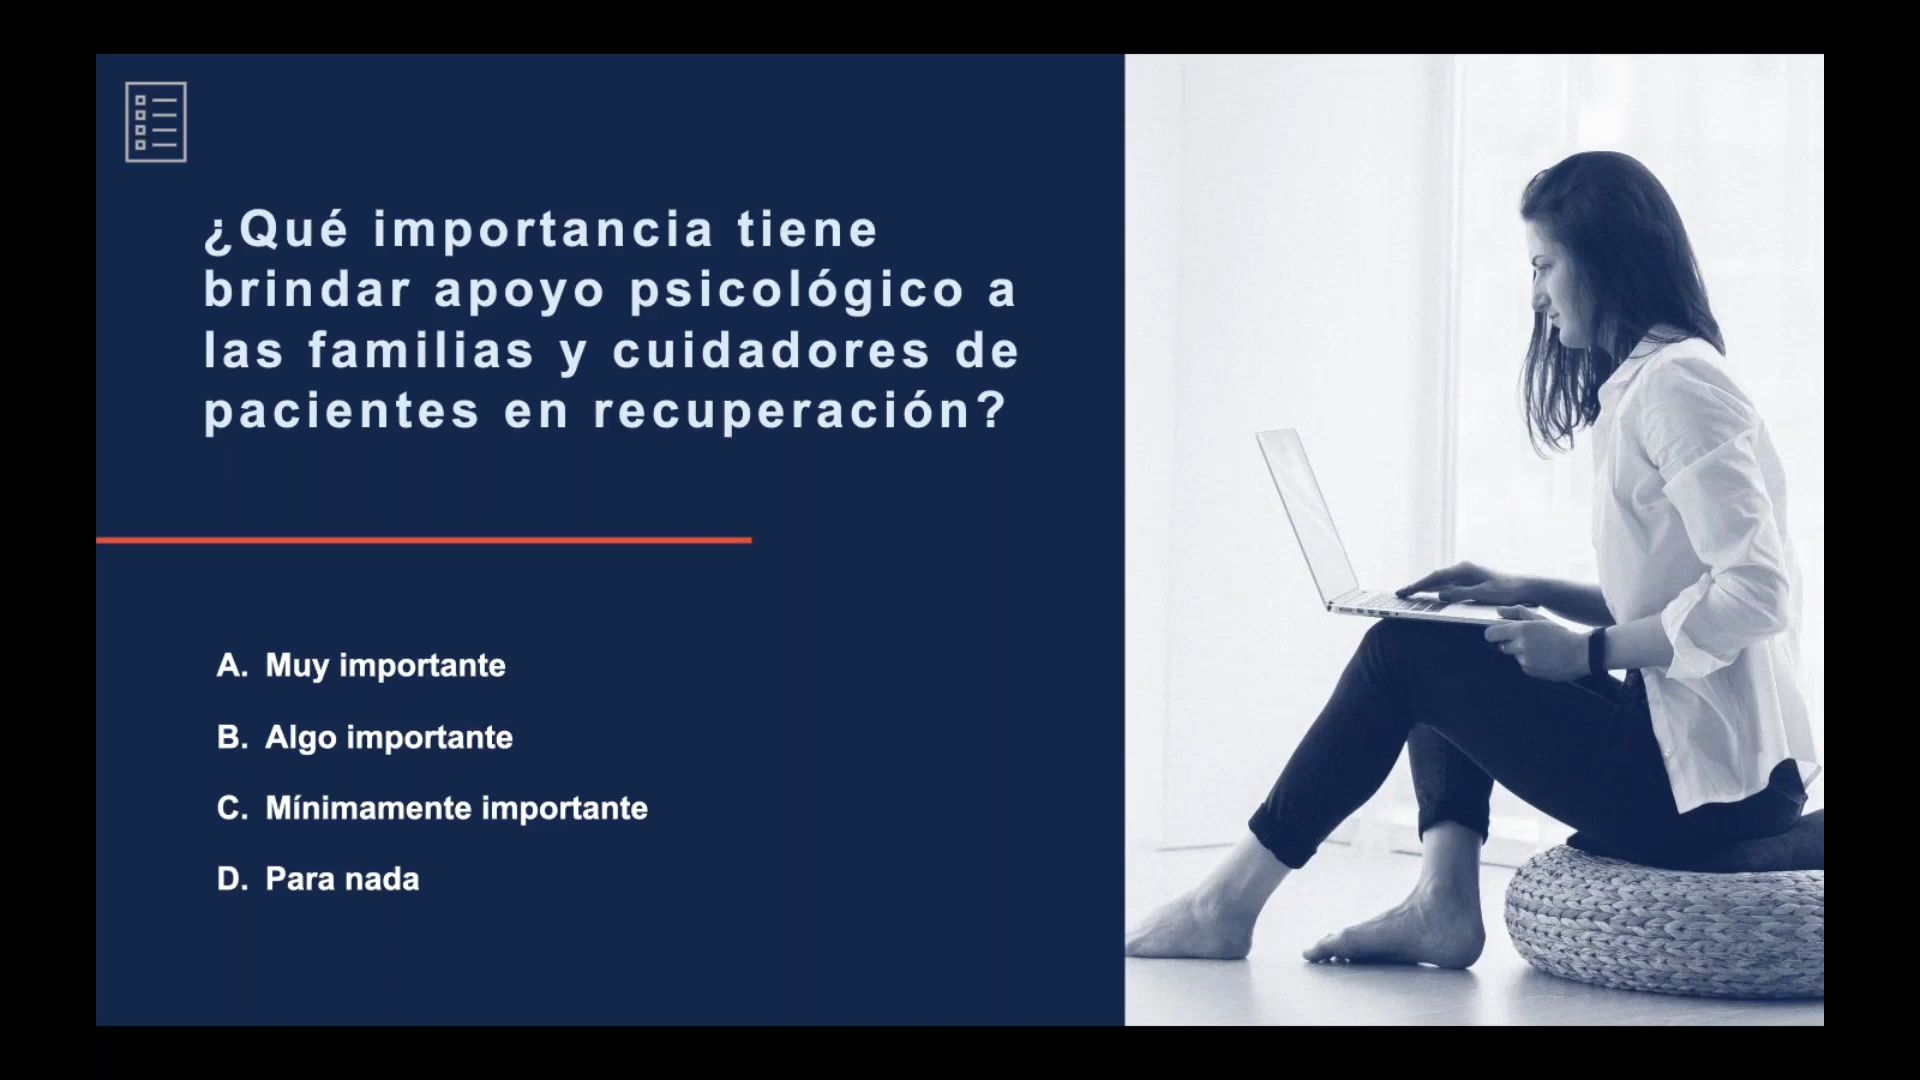 ¿Qué importancia tiene
brindar apoyo psicológico a
las familias y cuidadores de
pacientes en recuperación?
A. Muy importante
B. Algo importante
C. Mínimamente importante
D. Para nada